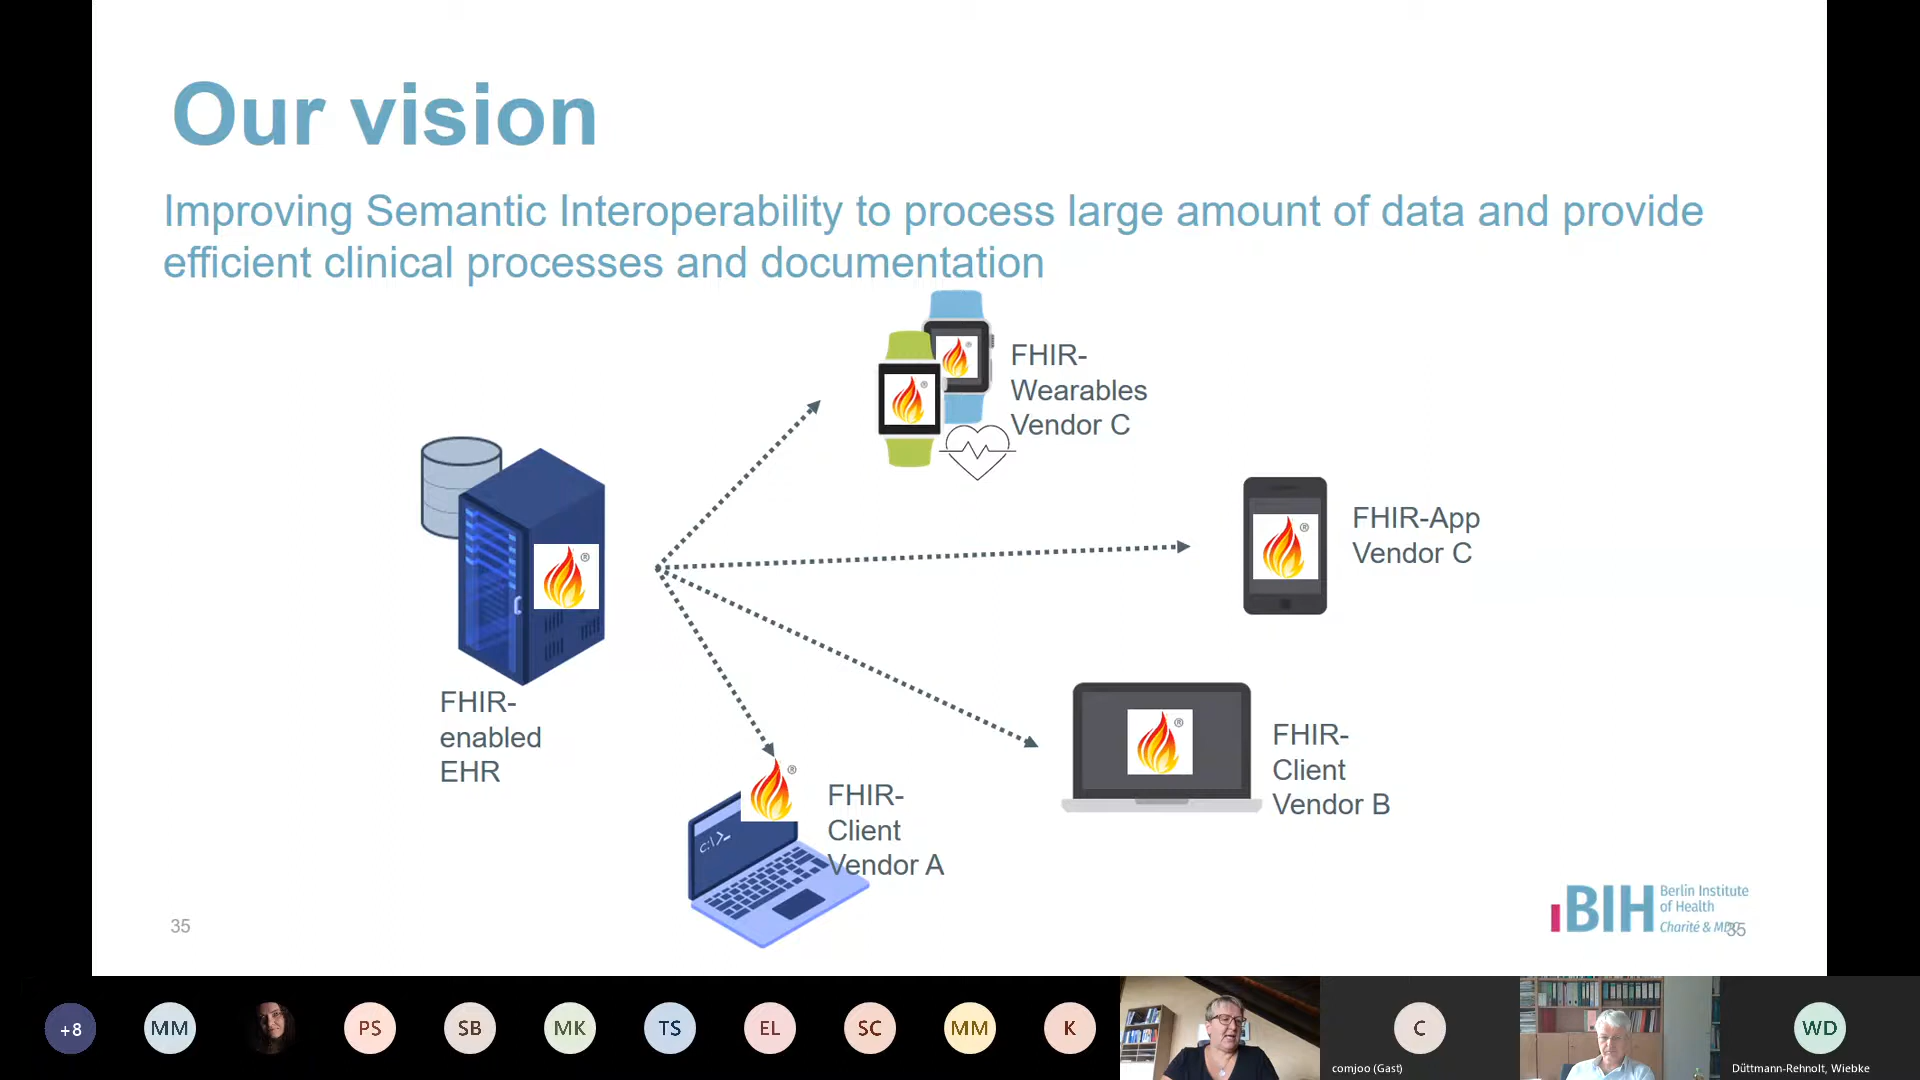 Our vision
Improving Semantic Interoperability to process large amount of data and provide
efficient clinical processes and documentation
FHIR-
Wearables
Vendor C
FHIR-App
Vendor C
FHIR-
enabled
EHR
FHIR-
Client
Vendor B
FHIR-
Client
Vendor A
C:\>_
®
®
®
®
®
®
35
BIH
Berlin Institute
of Health
Charité & MDC
35
+8
MM
PS
SB
MK
TS
EL
SC
MM
K
C
comjoo (Gast)
WD
Düttmann-Rehnolt, Wiebke